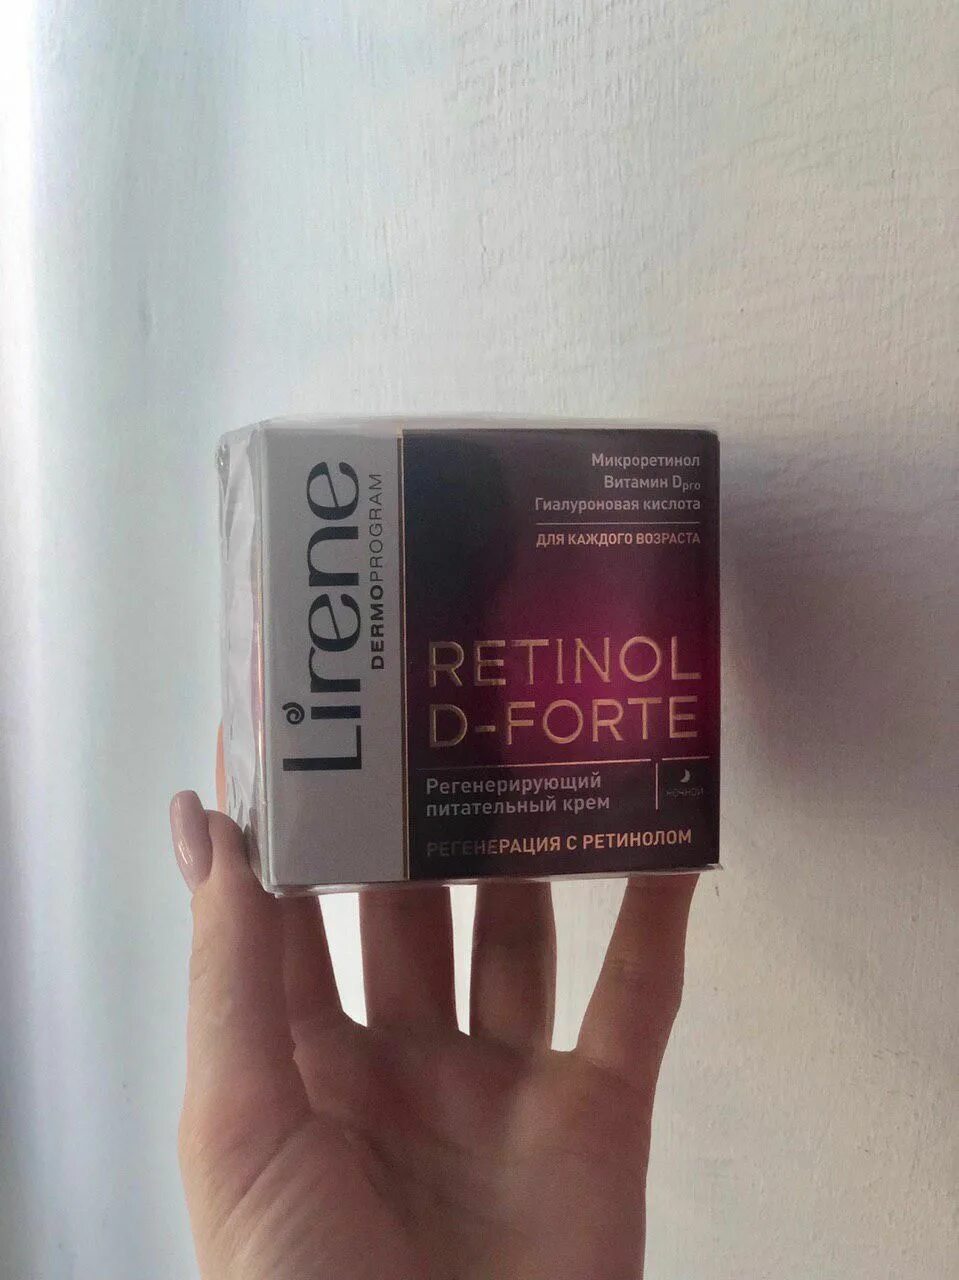 Lirene
DERMOPROGRAM
Микроретинол
Витамин Dpro
Гиалуроновая кислота
ДЛЯ КАЖДОГО ВОЗРАСТА
RETINOL
D-FORTE
Регенерирующий
питательный крем
НОЧНОЙ
РЕГЕНЕРАЦИЯ С РЕТИНОЛОМ